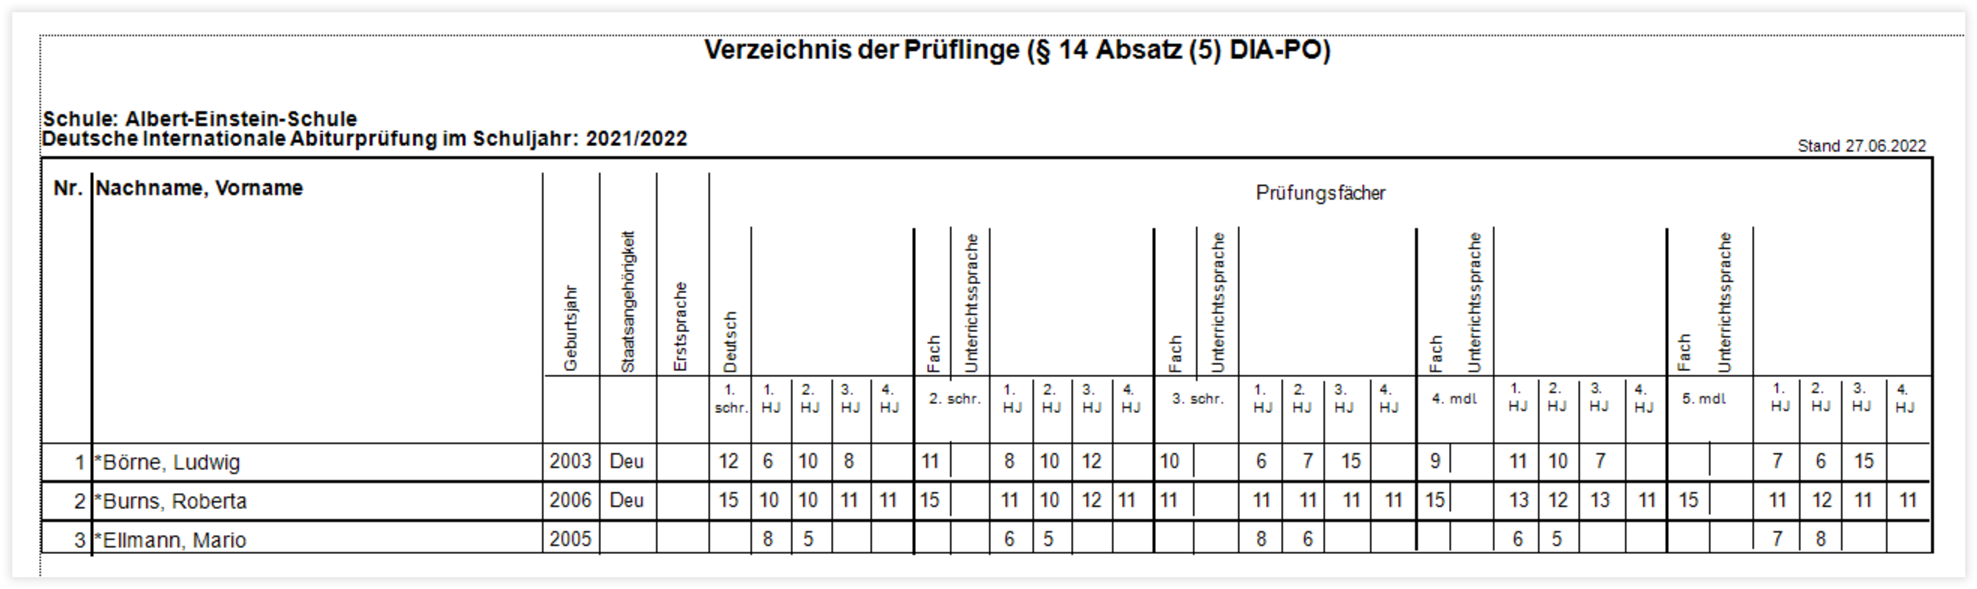 Verzeichnis der Prüflinge (§ 14 Absatz (5) DIA-PO)
Schule: Albert-Einstein-Schule
Deutsche Internationale Abiturprüfung im Schuljahr: 2021/2022
Stand 27.06.2022
Nr. Nachname, Vorname
Prüfungsfächer
Geburtsjahr Staatsangehörigkeit Erstsprache Deutsch Fach Unterrichtssprache Fach Unterrichtssprache Fach Unterrichtssprache Fach Unterrichtssprache
1. schr. 1. HJ 2. HJ 3. HJ 4. HJ 2. schr. 1. HJ 2. HJ 3. HJ 4. HJ 3. schr. 1. HJ 2. HJ 3. HJ 4. HJ 4. mdl 1. HJ 2. HJ 3. HJ 4. HJ 5. mdl 1. HJ 2. HJ 3. HJ 4. HJ
1 *Börne, Ludwig 2003 Deu 12 6 10 8 11 8 10 12 10 6 7 15 9 11 10 7 7 6 15
2 *Burns, Roberta 2006 Deu 15 10 10 11 11 15 11 10 12 11 11 11 11 11 11 15 13 12 13 11 15 11 12 11 11
3 *Ellmann, Mario 2005 8 5 6 5 8 6 6 5 7 8